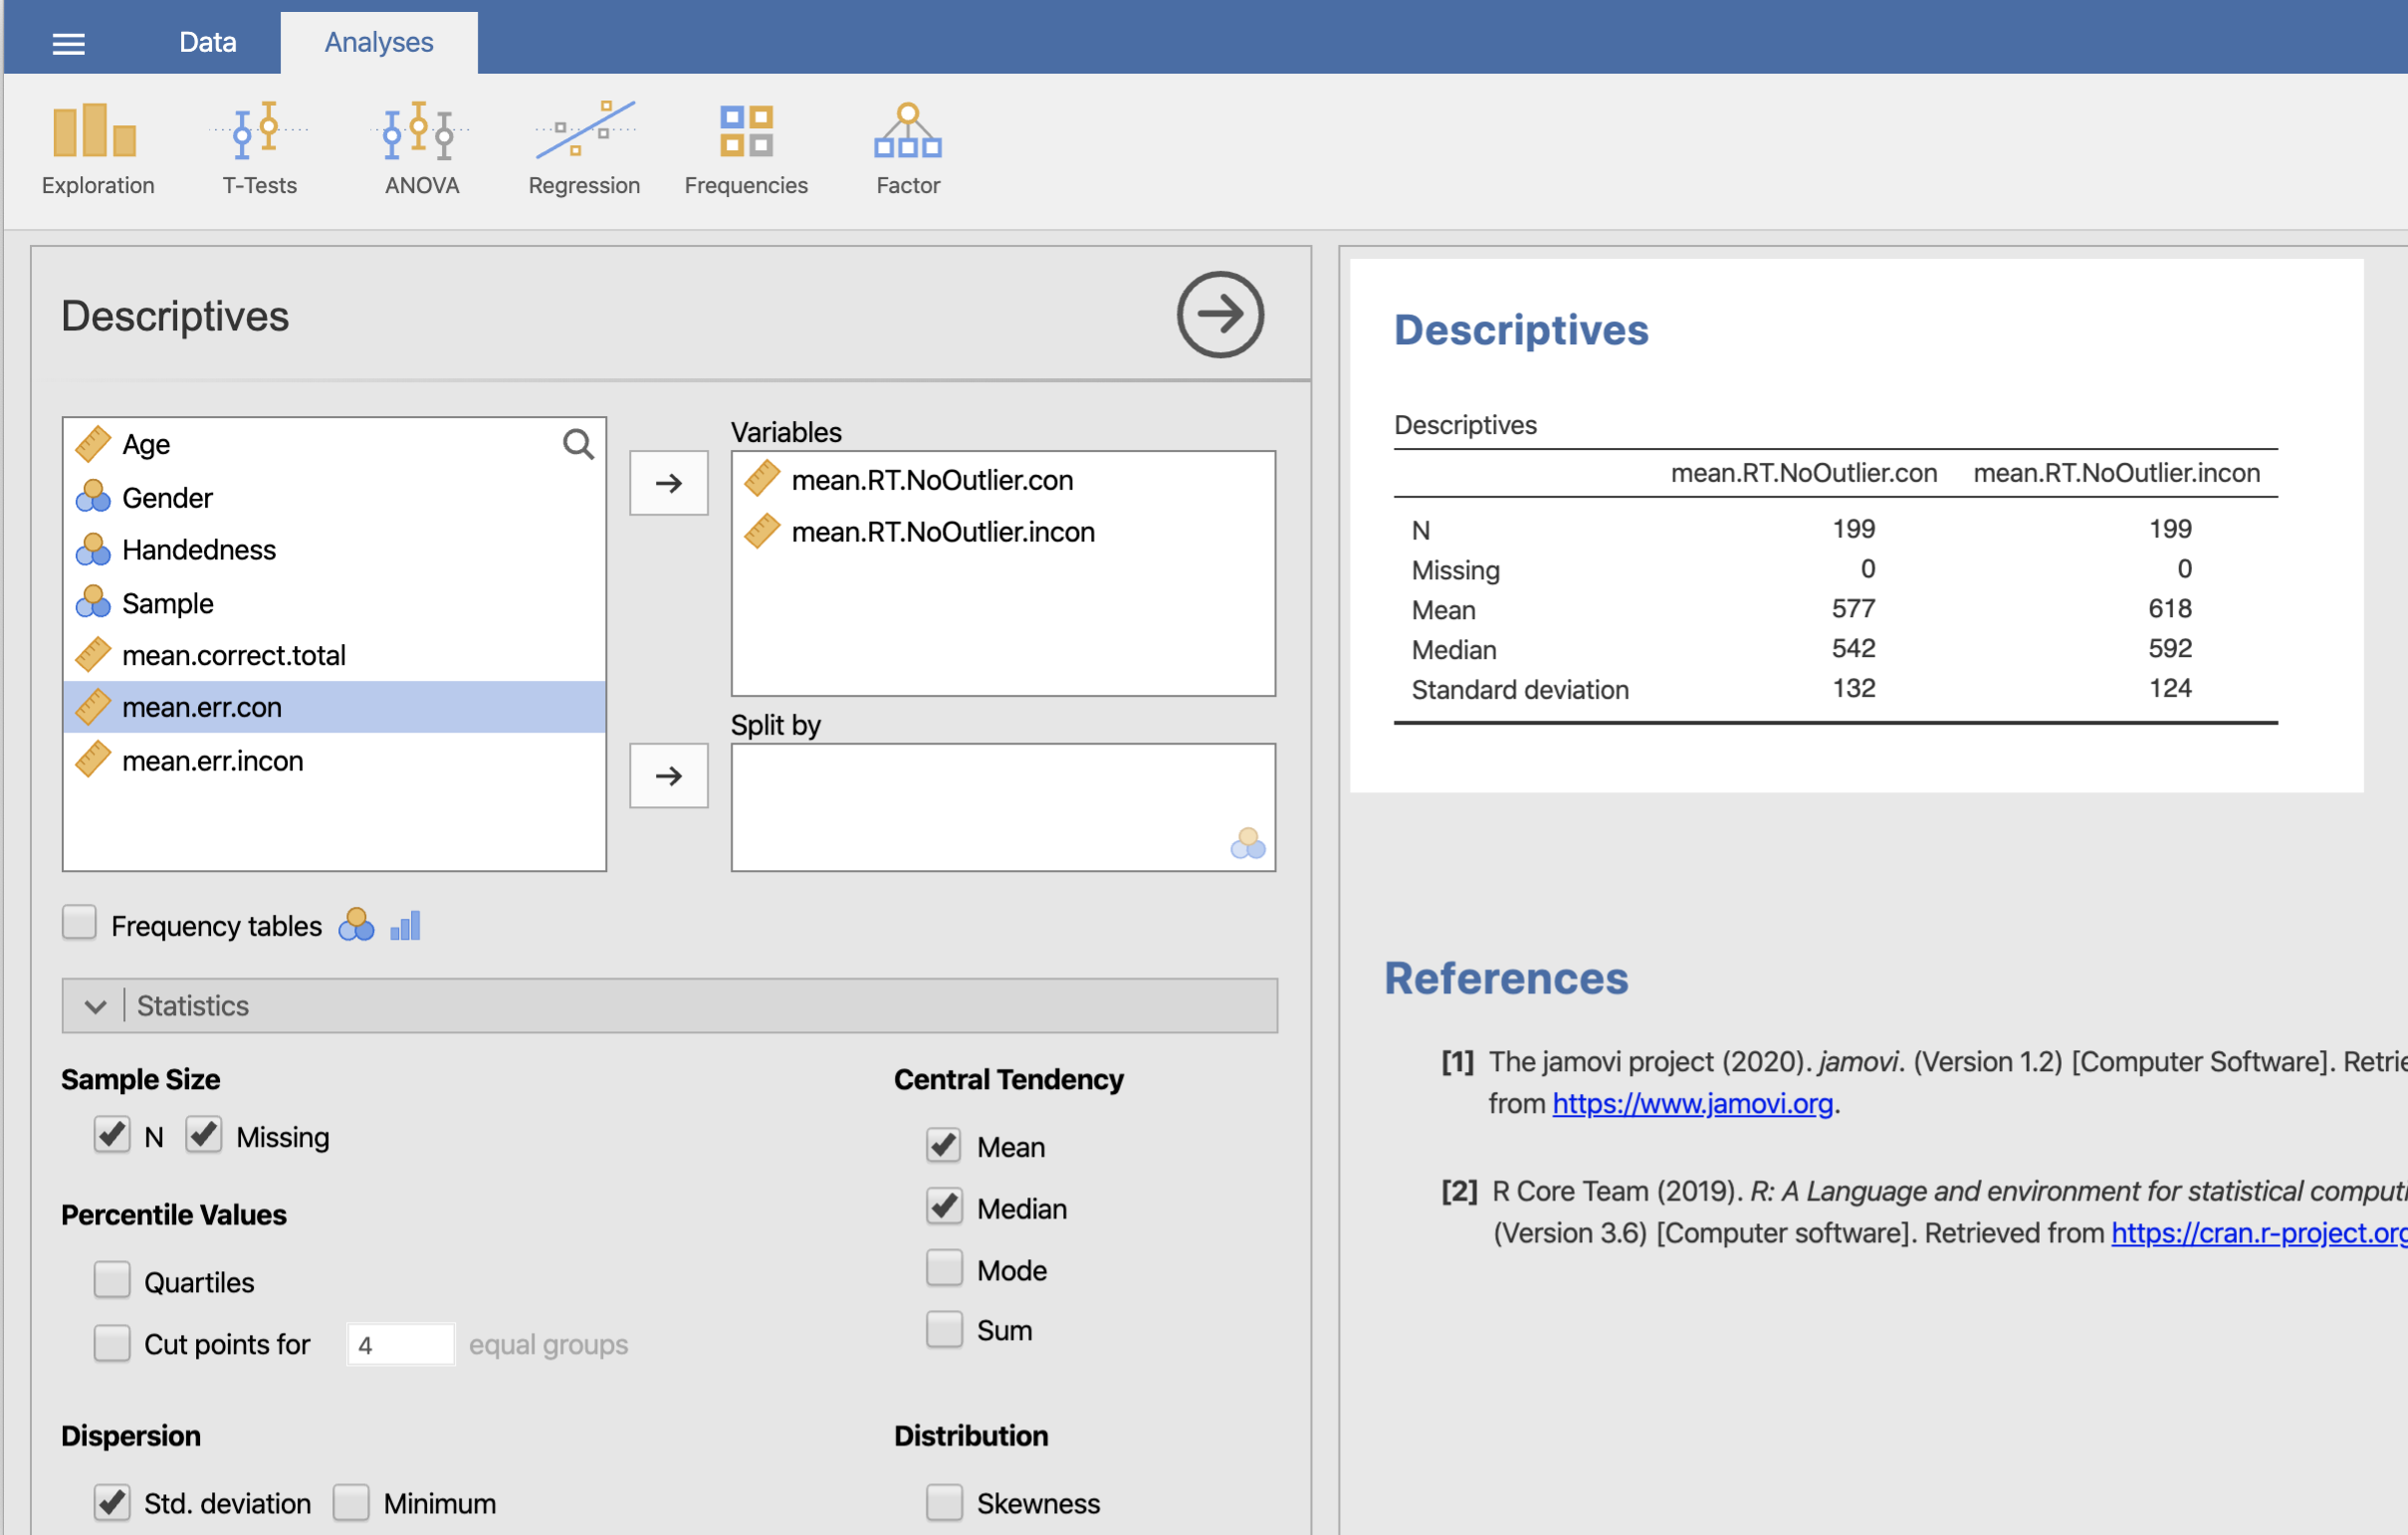 Data Analyses
Exploration T-Tests ANOVA Regression Frequencies Factor
Descriptives
Age
Gender
Handedness
Sample
mean.correct.total
mean.err.con
mean.err.incon
Variables
mean.RT.NoOutlier.con
mean.RT.NoOutlier.incon
Split by
Frequency tables
Statistics
Sample Size
N Missing
Percentile Values
Quartiles
Cut points for 4 equal groups
Dispersion
Std. deviation Minimum
Central Tendency
Mean
Median
Mode
Sum
Distribution
Skewness
Descriptives
Descriptives
mean.RT.NoOutlier.con mean.RT.NoOutlier.incon
N 199 199
Missing 0 0
Mean 577 618
Median 542 592
Standard deviation 132 124
References
[1] The jamovi project (2020). jamovi. (Version 1.2) [Computer Software]. Retrie
from https://www.jamovi.org.
[2] R Core Team (2019). R: A Language and environment for statistical comput
(Version 3.6) [Computer software]. Retrieved from https://cran.r-project.org